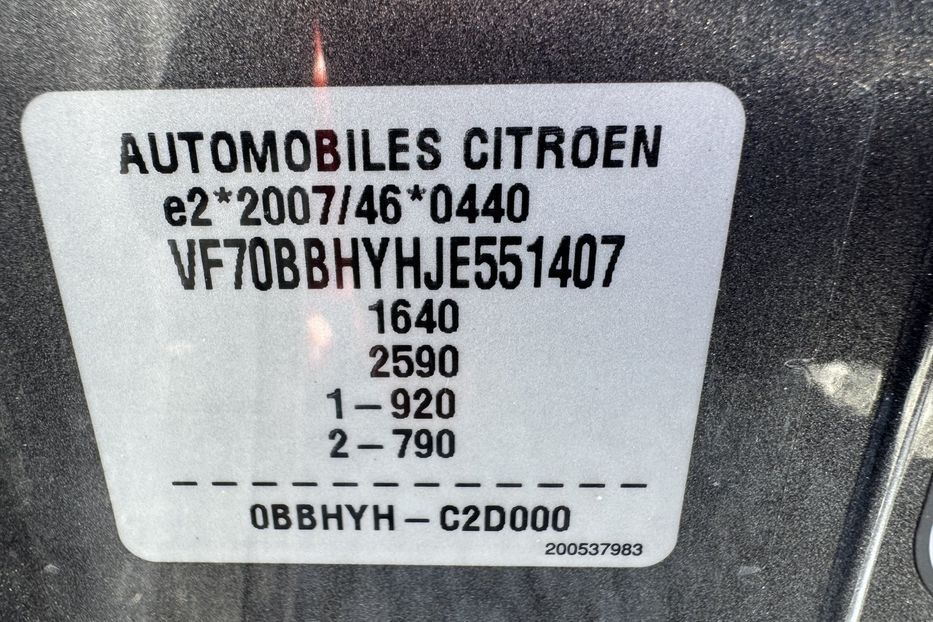 AUTOMOBILES CITROEN
e2*2007/46*0440
VF70BBHYHJE551407
1640
2590
1-920
2-790
-------------
0BBHYH-C2D000
200537983